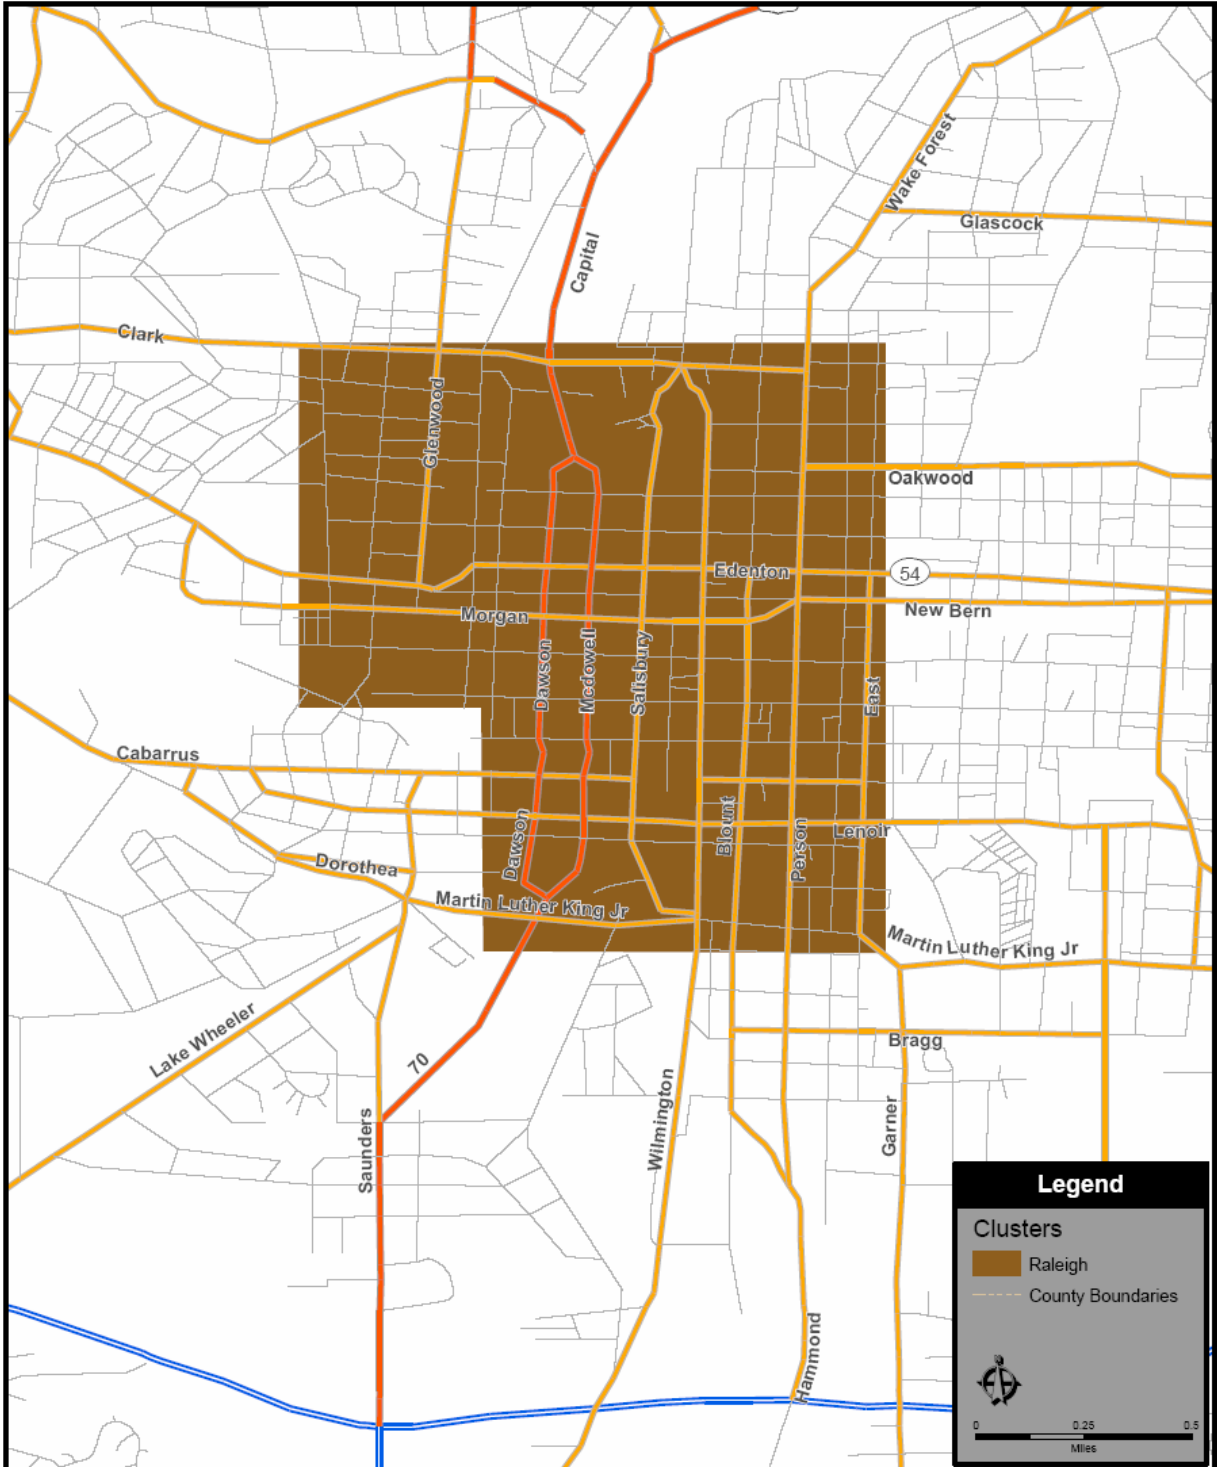 Wake Forest
Glascock
Capital
Clark
Glenwood
Oakwood
Edenton
54
New Bern
Morgan
Dawson
Mcdowell
Salisbury
East
Cabarrus
Dawson
Blount
Person
Lenoir
Dorothea
Martin Luther King Jr
Martin Luther King Jr
Lake Wheeler
70
Bragg
Saunders
Wilmington
Garner
Hammond
Legend
Clusters
Raleigh
County Boundaries
0 0.25 0.5
Miles